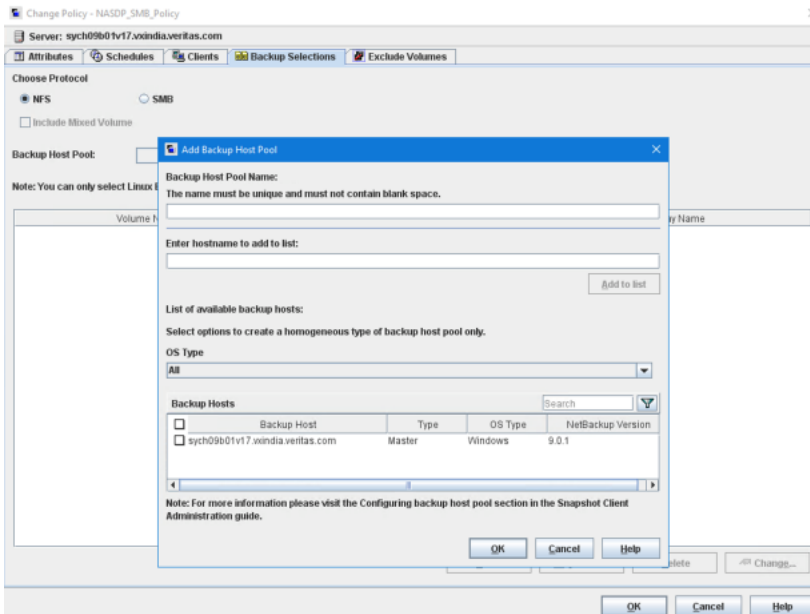 Change Policy - NASDP_SMB_Policy
Server: sych09b01v17.vxindia.veritas.com
Attributes Schedules Clients Backup Selections Exclude Volumes
Choose Protocol
NFS SMB
Include Mixed Volume
Backup Host Pool:
Note: You can only select Linux
Volume
Name
Add Backup Host Pool
Backup Host Pool Name:
The name must be unique and must not contain blank space.
Enter hostname to add to list:
Add to list
List of available backup hosts:
Select options to create a homogeneous type of backup host pool only.
OS Type
All
Backup Hosts Search
Backup Host Type OS Type NetBackup Version
sych09b01v17.vxindia.veritas.com Master Windows 9.0.1
Note: For more information please visit the Configuring backup host pool section in the Snapshot Client
Administration guide.
OK Cancel Help
Change...
OK Cancel Help